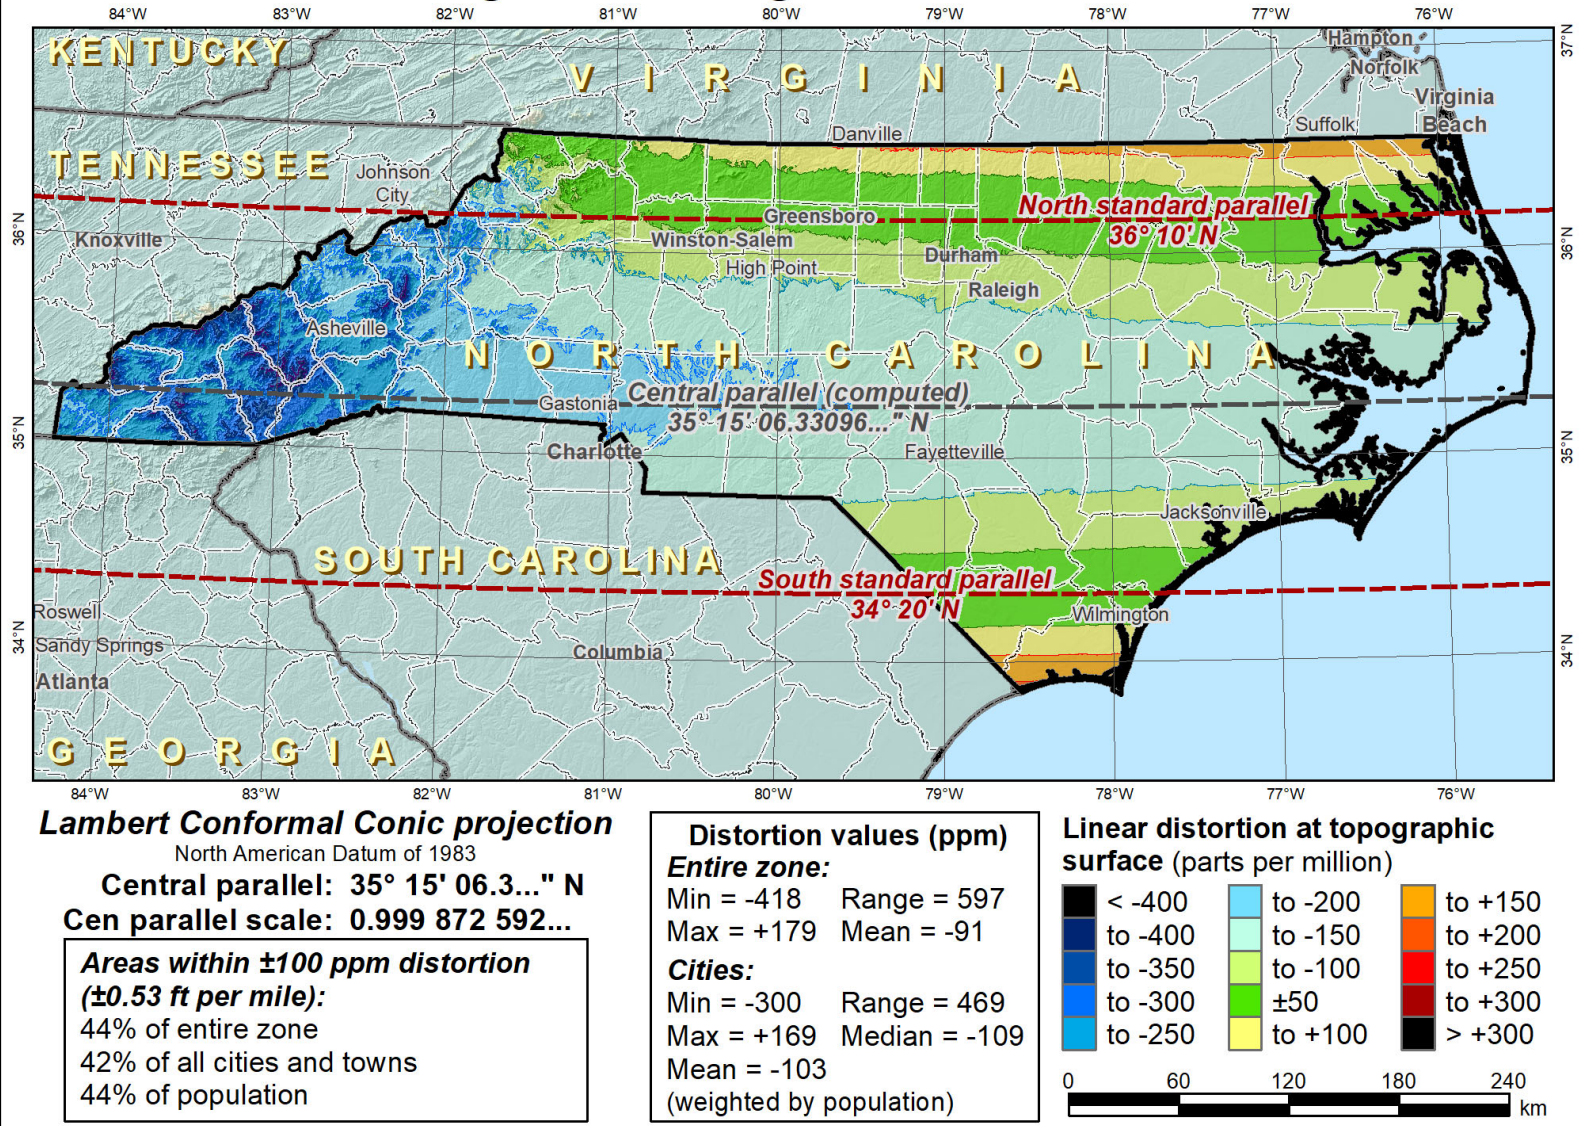 84°W 83°W 82°W 81°W 80°W 79°W 78°W 77°W 76°W
37°N
KENTUCKY
VIRGINIA
Hampton
Norfolk
Virginia
Beach
Suffolk
Danville
TENNESSEE
Johnson
City
North standard parallel
36° 10' N
Greensboro
36°N
36°N
Knoxville
Winston-Salem
High Point
Durham
Raleigh
Asheville
NORTH CAROLINA
Central parallel (computed)
35° 15' 06.33096..." N
Gastonia
35°N
35°N
Charlotte
Fayetteville
Jacksonville
SOUTH CAROLINA
South standard parallel
34° 20' N
Roswell
Wilmington
34°N
34°N
Sandy Springs
Columbia
Atlanta
GEORGIA
84°W 83°W 82°W 81°W 80°W 79°W 78°W 77°W 76°W
Lambert Conformal Conic projection
North American Datum of 1983
Central parallel: 35° 15' 06.3..." N
Cen parallel scale: 0.999 872 592...
Areas within ±100 ppm distortion
(±0.53 ft per mile):
44% of entire zone
42% of all cities and towns
44% of population
Distortion values (ppm)
Entire zone:
Min = -418 Range = 597
Max = +179 Mean = -91
Cities:
Min = -300 Range = 469
Max = +169 Median = -109
Mean = -103
(weighted by population)
Linear distortion at topographic
surface (parts per million)
< -400 to -200 to +150
to -400 to -150 to +200
to -350 to -100 to +250
to -300 ±50 to +300
to -250 to +100 > +300
0 60 120 180 240
km